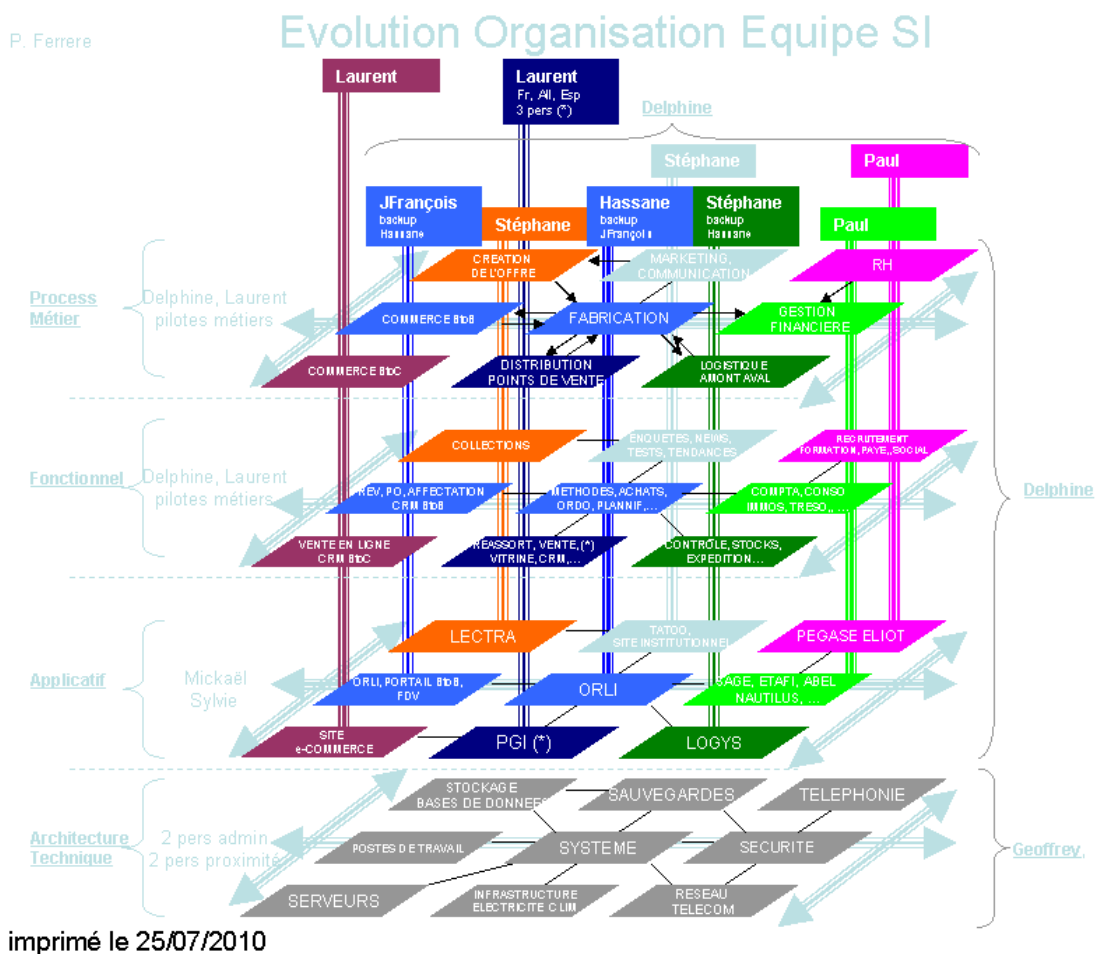 Evolution Organisation Equipe SI
P. Ferrere
Laurent
Laurent
Fr, All, Esp
3 pers (*)
Delphine
Stéphane
Paul
JFrançois
backup
Hassane
Stéphane
Hassane
backup
JFrançois
Stéphane
backup
Hassane
Paul
CREATION
DE L'OFFRE
MARKETING,
COMMUNICATION
RH
Process
Métier
Delphine, Laurent
pilotes métiers
COMMERCE BtoB
FABRICATION
GESTION
FINANCIERE
COMMERCE BtoC
DISTRIBUTION
POINTS DE VENTE
LOGISTIQUE
AMONT AVAL
COLLECTIONS
ENQUETES, NEWS,
TESTS, TENDANCES
RECRUTEMENT
FORMATION, PAYE,,SOCIAL
Fonctionnel
Delphine, Laurent
pilotes métiers
PREV, PO, AFFECTATION
CRM BtoB
METHODES, ACHATS,
ORDO, PLANNIF,...
COMPTA, CONSO
IMMOS, TRESO,, ...
Delphine
VENTE EN LIGNE
CRM BtoC
REASSORT, VENTE,(*)
VITRINE, CRM,...
CONTRÔLE, STOCKS,
EXPEDITION...
LECTRA
TATOO,
SITE INSTITUTIONNEL
PEGASE ELIOT
Applicatif
Mickaël
Sylvie
ORLI, PORTAIL BtoB,
FDV
ORLI
SAGE, ETAFI, ABEL
NAUTILUS, ...
SITE
e-COMMERCE
PGI (*)
LOGYS
STOCKAGE
BASES DE DONNEES
SAUVEGARDES
TELEPHONIE
Architecture
Technique
2 pers admin
2 pers proximité
POSTES DE TRAVAIL
SYSTEME
SECURITE
Geoffrey,
SERVEURS
INFRASTRUCTURE
ELECTRICITE CLIM
RESEAU
TELECOM
imprimé le 25/07/2010